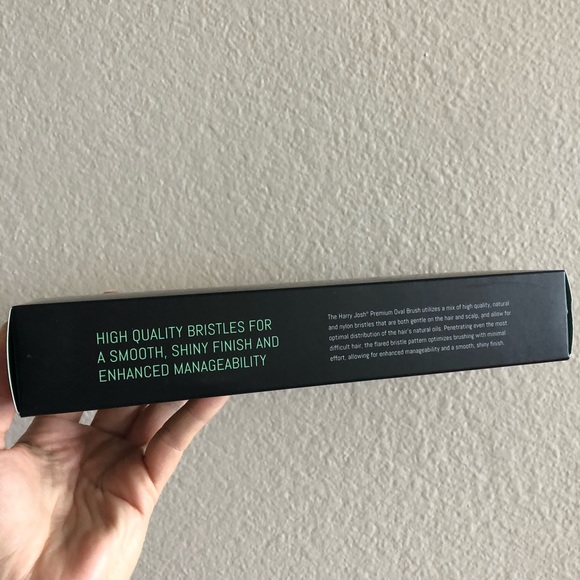 HIGH QUALITY BRISTLES FOR
A SMOOTH, SHINY FINISH AND
ENHANCED MANAGEABILITY
The Harry Josh® Premium Oval Brush utilizes a mix of high quality, natural
and nylon bristles that are both gentle on the hair and scalp, and allow for
optimal distribution of the hair's natural oils. Penetrating even the most
difficult hair, the flared bristle pattern optimizes brushing with minimal
effort, allowing for enhanced manageability and a smooth, shiny finish.